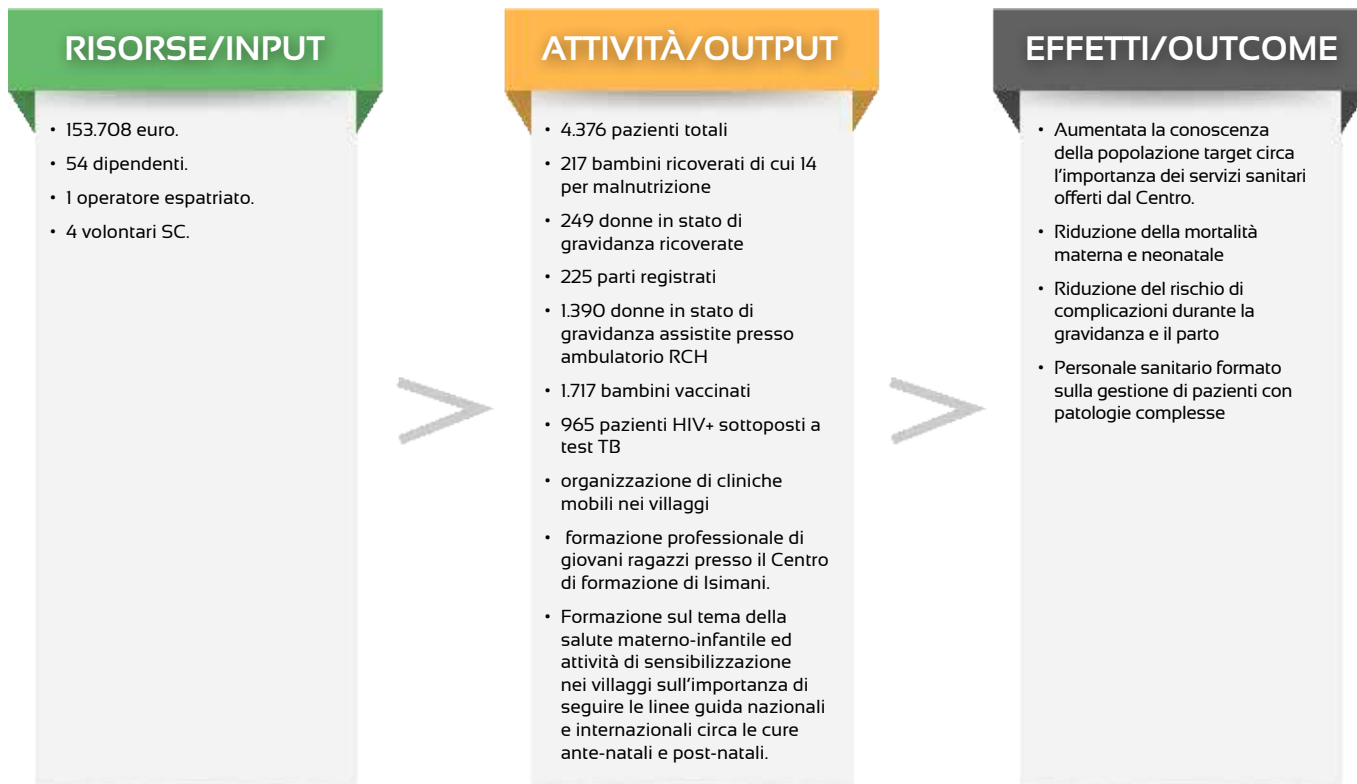 RISORSE/INPUT
• 153.708 euro.
• 54 dipendenti.
• 1 operatore espatriato.
• 4 volontari SC.
>
ATTIVITÀ/OUTPUT
• 4.376 pazienti totali
• 217 bambini ricoverati di cui 14
per malnutrizione
• 249 donne in stato di
gravidanza ricoverate
• 225 parti registrati
• 1.390 donne in stato di
gravidanza assistite presso
ambulatorio RCH
• 1.717 bambini vaccinati
• 965 pazienti HIV+ sottoposti a
test TB
• organizzazione di cliniche
mobili nei villaggi
• formazione professionale di
giovani ragazzi presso il Centro
di formazione di Isimani.
• Formazione sul tema della
salute materno-infantile ed
attività di sensibilizzazione
nei villaggi sull'importanza di
seguire le linee guida nazionali
e internazionali circa le cure
ante-natali e post-natali.
>
EFFETTI/OUTCOME
• Aumentata la conoscenza
della popolazione target circa
l'importanza dei servizi sanitari
offerti dal Centro.
• Riduzione della mortalità
materna e neonatale
• Riduzione del rischio di
complicazioni durante la
gravidanza e il parto
• Personale sanitario formato
sulla gestione di pazienti con
patologie complesse